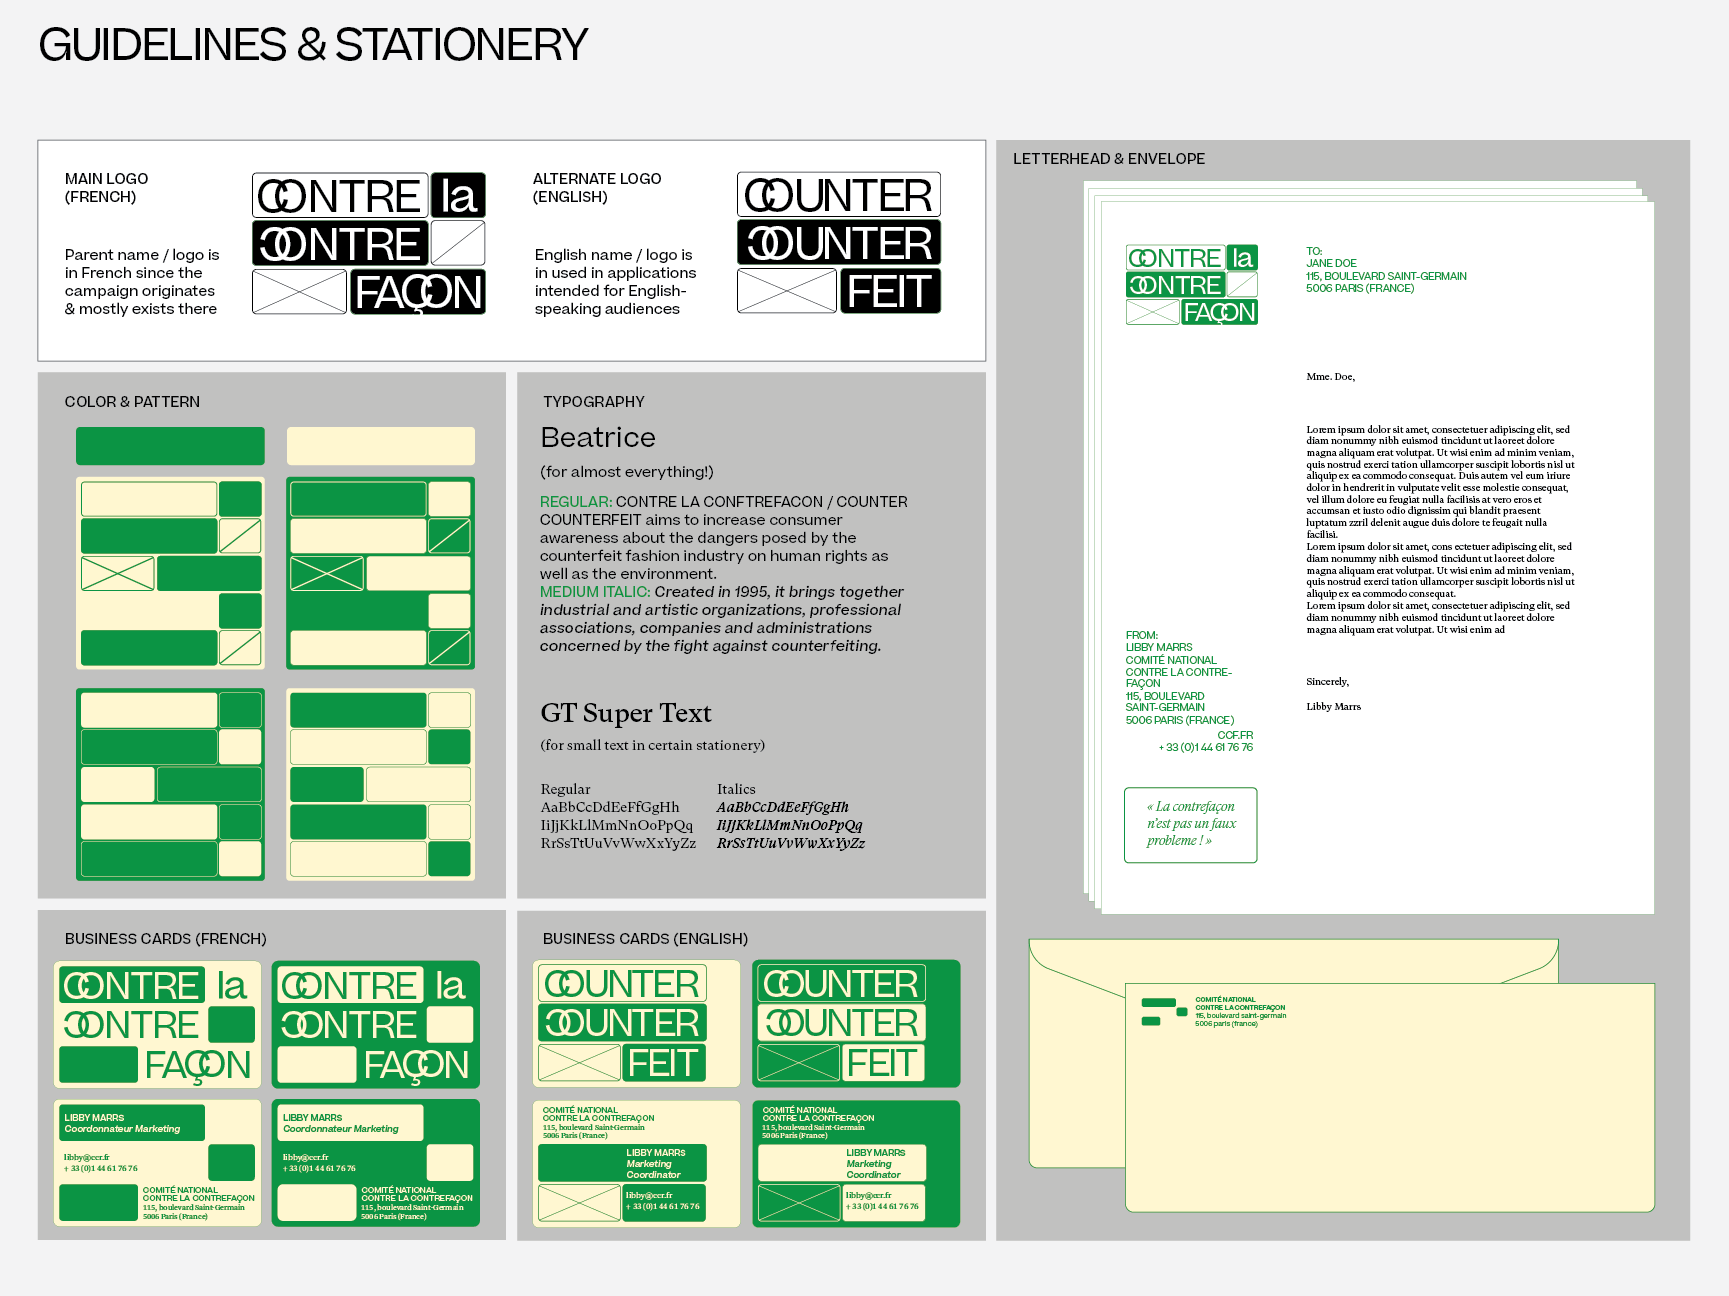 GUIDELINES & STATIONERY
MAIN LOGO
(FRENCH)
Parent name / logo is
in French since the
campaign originates
& mostly exists there
CONTRE la
CONTRE
FAÇON
ALTERNATE LOGO
(ENGLISH)
English name / logo is
in used in applications
intended for English-
speaking audiences
COUNTER
COUNTER
FEIT
COLOR & PATTERN
TYPOGRAPHY
Beatrice
(for almost everything!)
REGULAR: CONTRE LA CONFTREFACON / COUNTER
COUNTERFEIT aims to increase consumer
awareness about the dangers posed by the
counterfeit fashion industry on human rights as
well as the environment.
MEDIUM ITALIC: Created in 1995, it brings together
industrial and artistic organizations, professional
associations, companies and administrations
concerned by the fight against counterfeiting.
GT Super Text
(for small text in certain stationery)
Regular
AaBbCcDdEeFfGgHh
IiJjKkLlMmNnOoPpQq
RrSsTtUuVvWwXxYyZz
Italics
AaBbCcDdEeFfGgHh
IiJjKkLlMmNnOoPpQq
RrSsTtUuVvWwXxYyZz
BUSINESS CARDS (FRENCH)
CONTRE la
CONTRE
FAÇON
CONTRE la
CONTRE
FAÇON
LIBBY MARRS
Coordonnateur Marketing
libby@ccr.fr
+ 33 (0)1 44 61 76 76
COMITÉ NATIONAL
CONTRE LA CONTREFAÇON
115, boulevard Saint-Germain
5006 Paris (France)
LIBBY MARRS
Coordonnateur Marketing
libby@ccr.fr
+ 33 (0)1 44 61 76 76
COMITÉ NATIONAL
CONTRE LA CONTREFAÇON
115, boulevard Saint-Germain
5006 Paris (France)
BUSINESS CARDS (ENGLISH)
COUNTER
COUNTER
FEIT
COUNTER
COUNTER
FEIT
COMITÉ NATIONAL
CONTRE LA CONTREFAÇON
115, boulevard Saint-Germain
5006 Paris (France)
LIBBY MARRS
Marketing
Coordinator
libby@ccr.fr
+ 33 (0)1 44 61 76 76
COMITÉ NATIONAL
CONTRE LA CONTREFAÇON
115, boulevard Saint-Germain
5006 Paris (France)
LIBBY MARRS
Marketing
Coordinator
libby@ccr.fr
+ 33 (0)1 44 61 76 76
LETTERHEAD & ENVELOPE
CONTRE la
CONTRE
FAÇON
TO:
JANE DOE
115, BOULEVARD SAINT-GERMAIN
5006 PARIS (FRANCE)
Mme. Doe,
Lorem ipsum dolor sit amet, consectetuer adipiscing elit, sed
diam nonummy nibh euismod tincidunt ut laoreet dolore
magna aliquam erat volutpat. Ut wisi enim ad minim veniam,
quis nostrud exerci tation ullamcorper suscipit lobortis nisl ut
aliquip ex ea commodo consequat. Duis autem vel eum iriure
dolor in hendrerit in vulputate velit esse molestie consequat,
vel illum dolore eu feugiat nulla facilisis at vero eros et
accumsan et iusto odio dignissim qui blandit praesent
luptatum zzril delenit augue duis dolore te feugait nulla
facilisi.
Lorem ipsum dolor sit amet, cons ectetuer adipiscing elit, sed
diam nonummy nibh euismod tincidunt ut laoreet dolore
magna aliquam erat volutpat. Ut wisi enim ad minim veniam,
quis nostrud exerci tation ullamcorper suscipit lobortis nisl ut
aliquip ex ea commodo consequat.
Lorem ipsum dolor sit amet, consectetuer adipiscing elit, sed
diam nonummy nibh euismod tincidunt ut laoreet dolore
magna aliquam erat volutpat. Ut wisi enim ad
Sincerely,
Libby Marrs
FROM:
LIBBY MARRS
COMITÉ NATIONAL
CONTRE LA CONTRE-
FAÇON
115, BOULEVARD
SAINT-GERMAIN
5006 PARIS (FRANCE)
CCF.FR
+ 33 (0)1 44 61 76 76
« La contrefaçon
n'est pas un faux
probleme ! »
COMITÉ NATIONAL
CONTRE LA CONTREFAÇON
115, boulevard saint-germain
5006 paris (france)